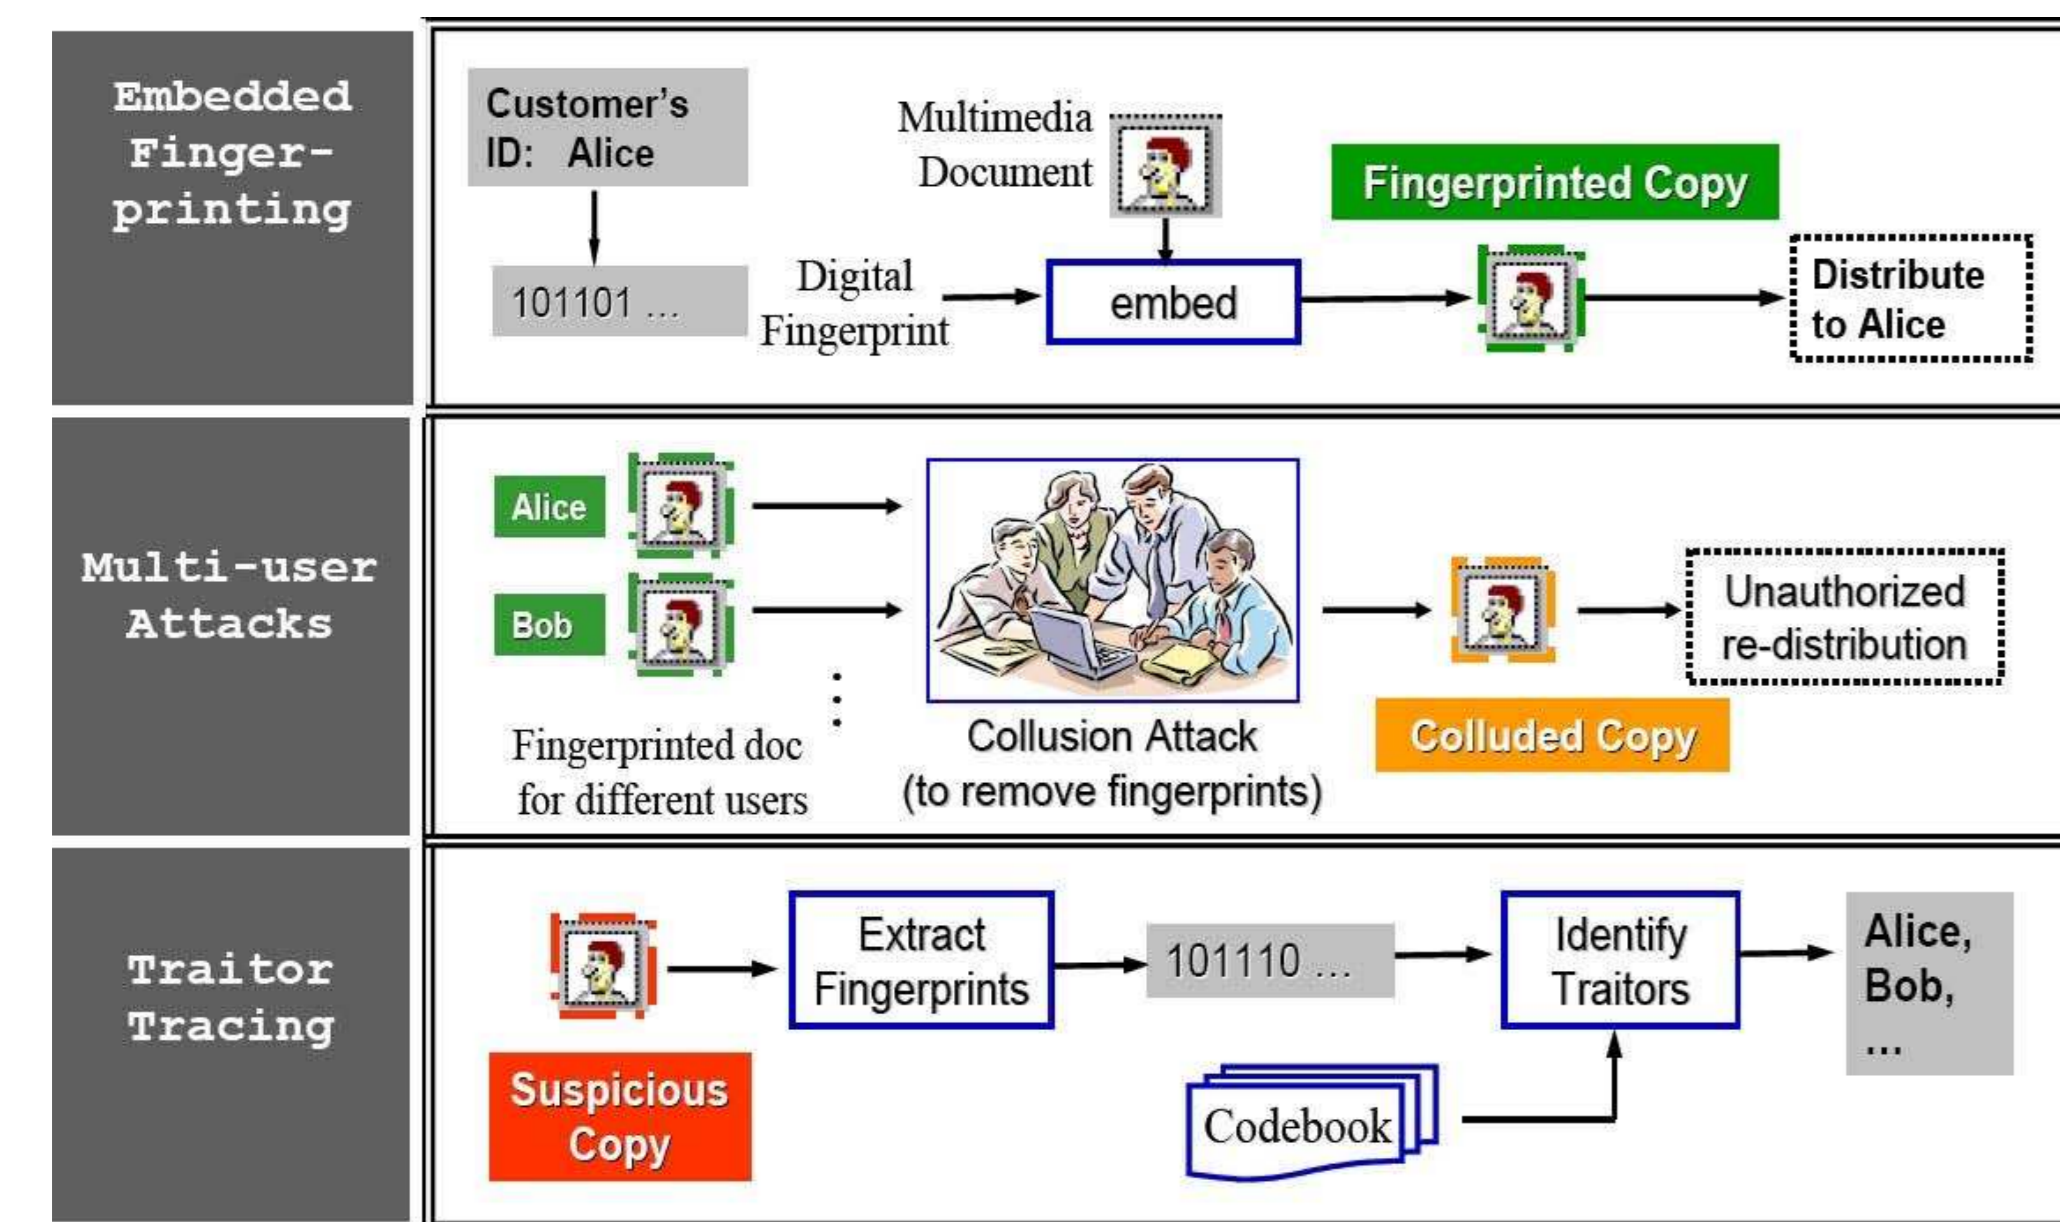 Embedded
Finger-
printing
Customer's
ID: Alice
101101 ...
Digital
Fingerprint
Multimedia
Document
embed
Fingerprinted Copy
Distribute
to Alice
Multi-user
Attacks
Alice
Bob
Fingerprinted doc
for different users
Collusion Attack
(to remove fingerprints)
Colluded Copy
Unauthorized
re-distribution
Traitor
Tracing
Suspicious
Copy
Extract
Fingerprints
101110 ...
Codebook
Identify
Traitors
Alice,
Bob,
...